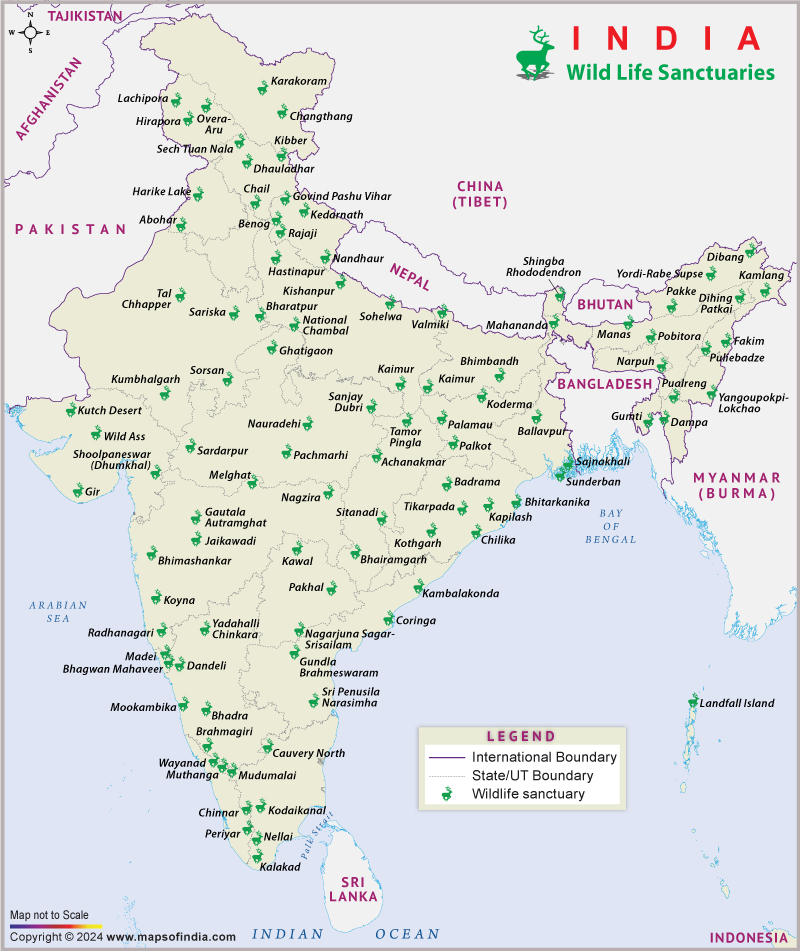 TAJIKISTAN
N
W
E
S
AFGHANISTAN
INDIA
Wild Life Sanctuaries
Karakoram
Lachipora
Changthang
Hirapora
Overa-
Aru
Kibber
Sech Tuan Nala
Dhauladhar
CHINA
(TIBET)
Harike Lake
Chail
Govind Pashu Vihar
Kedarnath
Abohar
Benog
Rajaji
PAKISTAN
Hastinapur
Nandhaur
NEPAL
Kishanpur
Shingba
Rhododendron
Dibang
Yordi-Rabe Supse
Kamlang
Pakke
Dihing
Patkai
BHUTAN
Tal
Chhapper
Sariska
Bharatpur
National
Chambal
Sohelwa
Valmiki
Mahananda
Manas
Pobitora
Fakim
Puliebadze
Ghatigaon
Narpuh
Bhimbandh
Kaimur
Kaimur
BANGLADESH
Pualreng
Yangoupokpi-
Lokchao
Sorsan
Kumbhalgarh
Sanjay
Dubri
Koderma
Gumti
Dampa
Kutch Desert
Nauradehi
Tamor
Pingla
Palamau
Ballavpur
Wild Ass
Palkot
Shoolpaneswar
(Dhumkhal)
Sardarpur
Pachmarhi
Achanakmar
Sajnakhali
Sunderban
MYANMAR
(BURMA)
Melghat
Badrama
Gir
Nagzira
Tikarpada
Bhitarkanika
Kapilash
BAY
OF
BENGAL
Gautala
Autramghat
Sitanadi
Kothgarh
Chilika
Jaikawadi
Bhimashankar
Kawal
Bhairamgarh
Pakhal
Kambalakonda
ARABIAN
SEA
Koyna
Coringa
Radhanagari
Yadahalli
Chinkara
Nagarjuna Sagar-
Srisailam
Madei
Bhagwan Mahaveer
Dandeli
Gundla
Brahmeswaram
Sri Penusila
Narasimha
Mookambika
Bhadra
Landfall Island
Brahmagiri
Cauvery North
Wayanad
Muthanga
Mudumalai
LEGEND
International Boundary
State/UT Boundary
Wildlife sanctuary
Chinnar
Kodaikanal
Periyar
Nellai
Palk Strait
Kalakad
SRI
LANKA
Map not to Scale
Copyright © 2024 www.mapsofindia.com
INDIAN OCEAN
INDONESIA